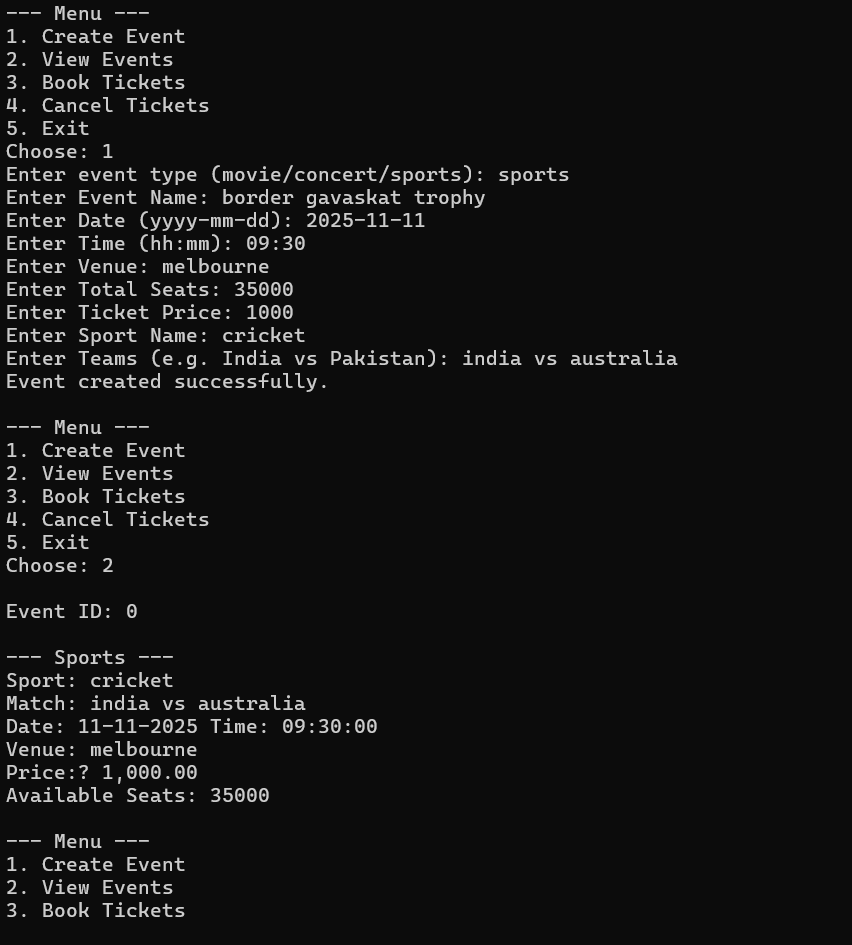 --- Menu ---
1. Create Event
2. View Events
3. Book Tickets
4. Cancel Tickets
5. Exit
Choose: 1
Enter event type (movie/concert/sports): sports
Enter Event Name: border gavaskat trophy
Enter Date (yyyy-mm-dd): 2025-11-11
Enter Time (hh:mm): 09:30
Enter Venue: melbourne
Enter Total Seats: 35000
Enter Ticket Price: 1000
Enter Sport Name: cricket
Enter Teams (e.g. India vs Pakistan): india vs australia
Event created successfully.

--- Menu ---
1. Create Event
2. View Events
3. Book Tickets
4. Cancel Tickets
5. Exit
Choose: 2

Event ID: 0

--- Sports ---
Sport: cricket
Match: india vs australia
Date: 11-11-2025 Time: 09:30:00
Venue: melbourne
Price:? 1,000.00
Available Seats: 35000

--- Menu ---
1. Create Event
2. View Events
3. Book Tickets